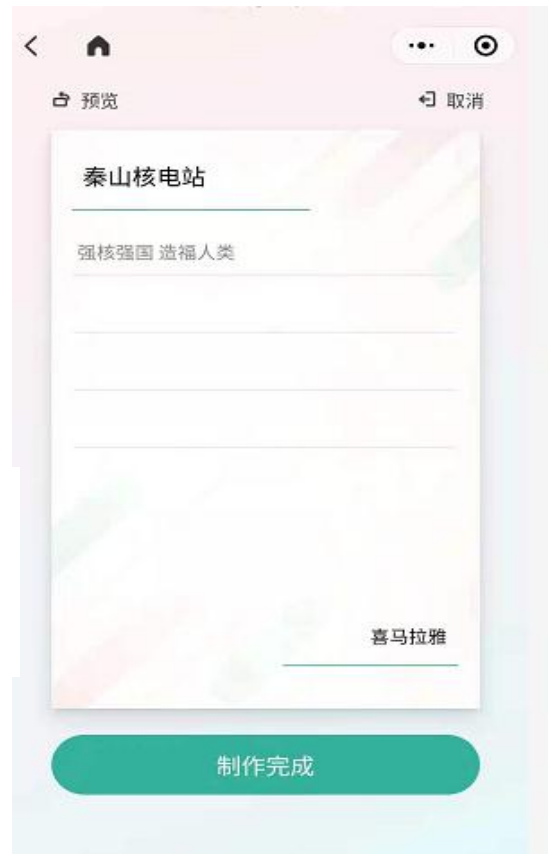 预览
取消
秦山核电站
强核强国 造福人类
喜马拉雅
制作完成